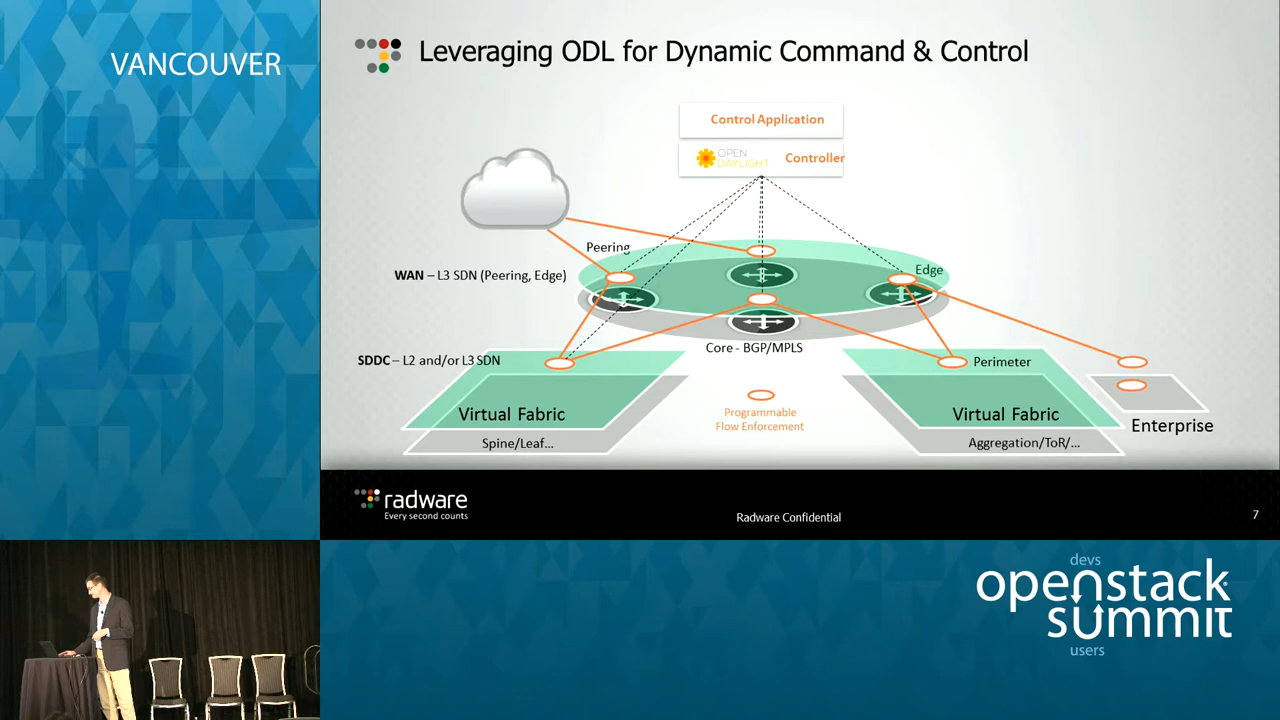 VANCOUVER
Leveraging ODL for Dynamic Command & Control
Control Application
OPEN
DAYLIGHT
Controller
Peering
WAN – L3 SDN (Peering, Edge)
Edge
Core - BGP/MPLS
SDDC – L2 and/or L3 SDN
Perimeter
Virtual Fabric
Spine/Leaf...
Programmable
Flow Enforcement
Virtual Fabric
Aggregation/ToR/...
Enterprise
radware
Every second counts
Radware Confidential
7
devs
openstack
summit
users